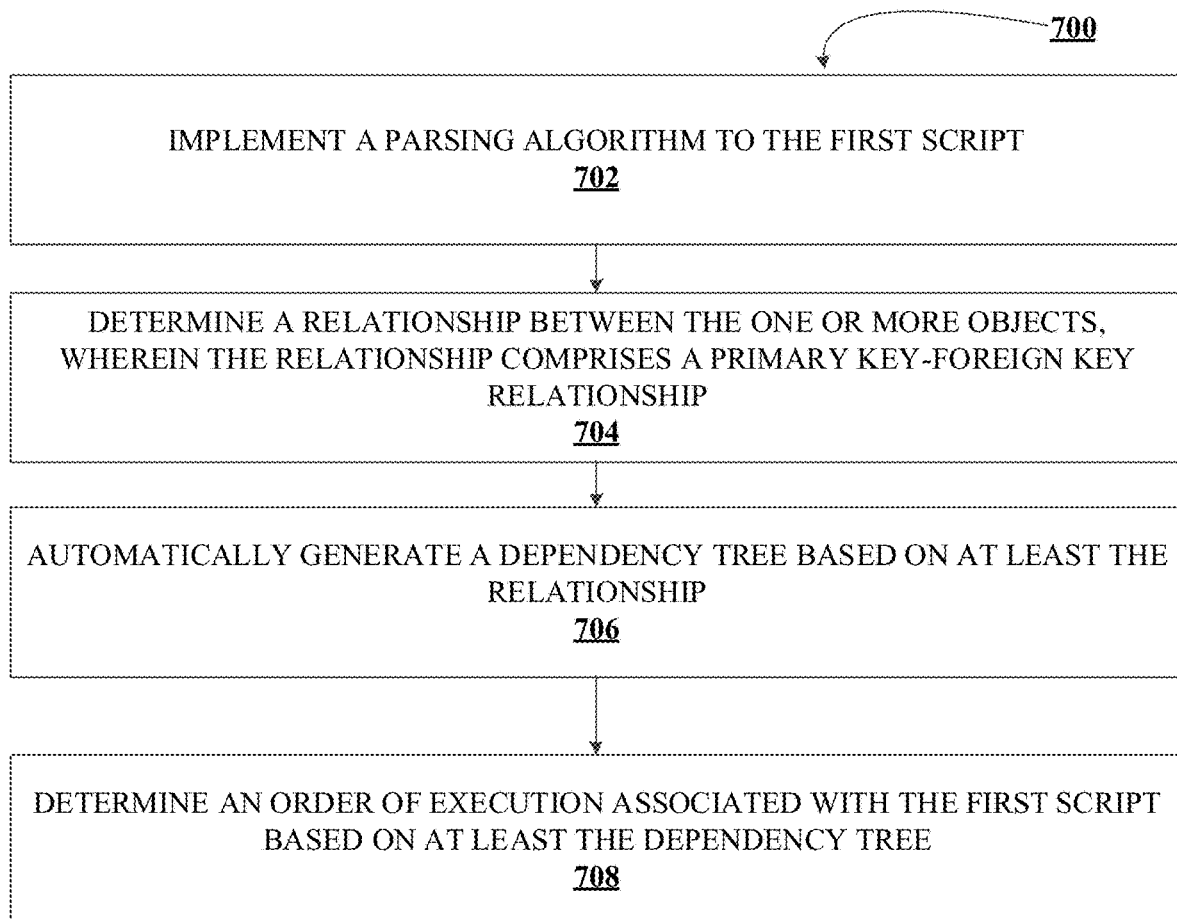 700
IMPLEMENT A PARSING ALGORITHM TO THE FIRST SCRIPT
702
DETERMINE A RELATIONSHIP BETWEEN THE ONE OR MORE OBJECTS,
WHEREIN THE RELATIONSHIP COMPRISES A PRIMARY KEY-FOREIGN KEY
RELATIONSHIP
704
AUTOMATICALLY GENERATE A DEPENDENCY TREE BASED ON AT LEAST THE
RELATIONSHIP
706
DETERMINE AN ORDER OF EXECUTION ASSOCIATED WITH THE FIRST SCRIPT
BASED ON AT LEAST THE DEPENDENCY TREE
708